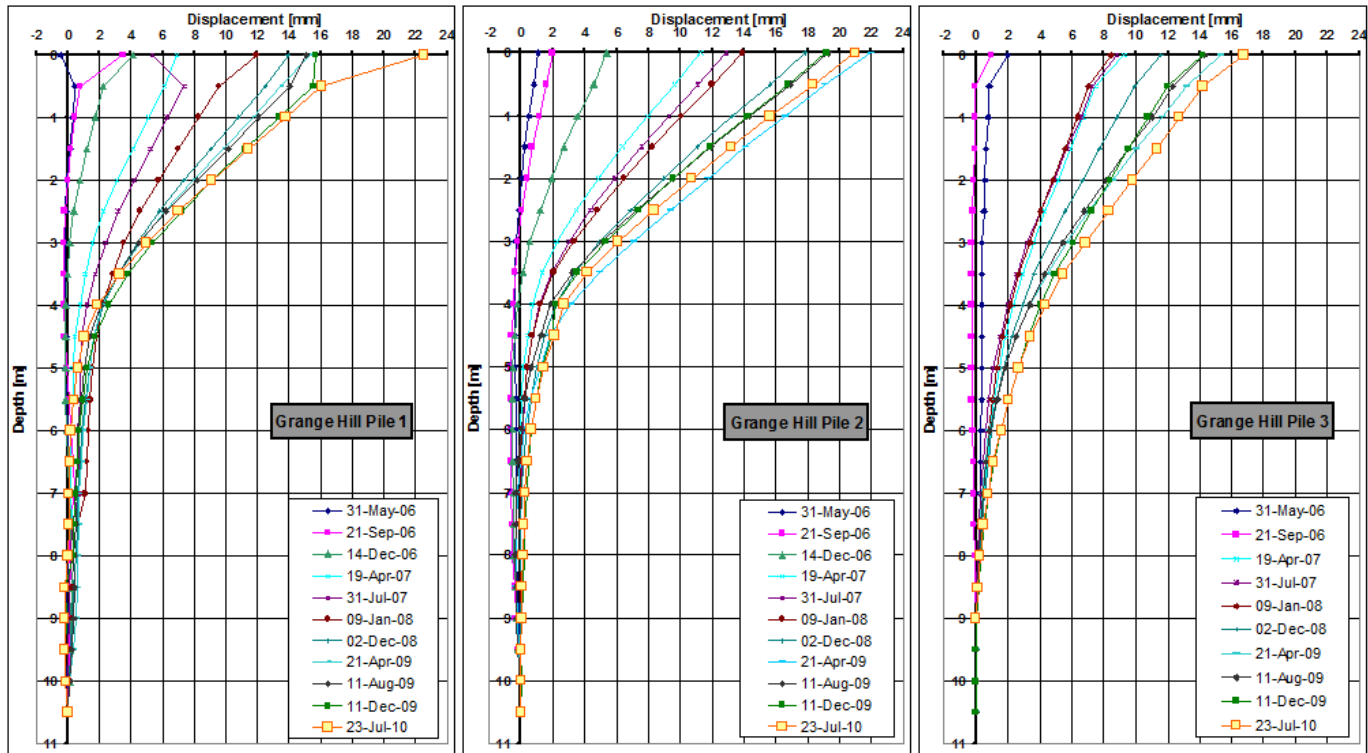 Displacement [mm]
-2 0 2 4 6 8 10 12 14 16 18 20 22 24
0
1
2
3
4
5
6
7
8
9
10
11
Depth [m]
Grange Hill Pile 1
31-May-06
21-Sep-06
14-Dec-06
19-Apr-07
31-Jul-07
09-Jan-08
02-Dec-08
21-Apr-09
11-Aug-09
11-Dec-09
23-Jul-10
Displacement [mm]
-2 0 2 4 6 8 10 12 14 16 18 20 22 24
0
1
2
3
4
5
6
7
8
9
10
11
Depth [m]
Grange Hill Pile 2
31-May-06
21-Sep-06
14-Dec-06
19-Apr-07
31-Jul-07
09-Jan-08
02-Dec-08
21-Apr-09
11-Aug-09
11-Dec-09
23-Jul-10
Displacement [mm]
-2 0 2 4 6 8 10 12 14 16 18 20 22 24
0
1
2
3
4
5
6
7
8
9
10
11
Depth [m]
Grange Hill Pile 3
31-May-06
21-Sep-06
19-Apr-07
31-Jul-07
09-Jan-08
02-Dec-08
21-Apr-09
11-Aug-09
11-Dec-09
23-Jul-10